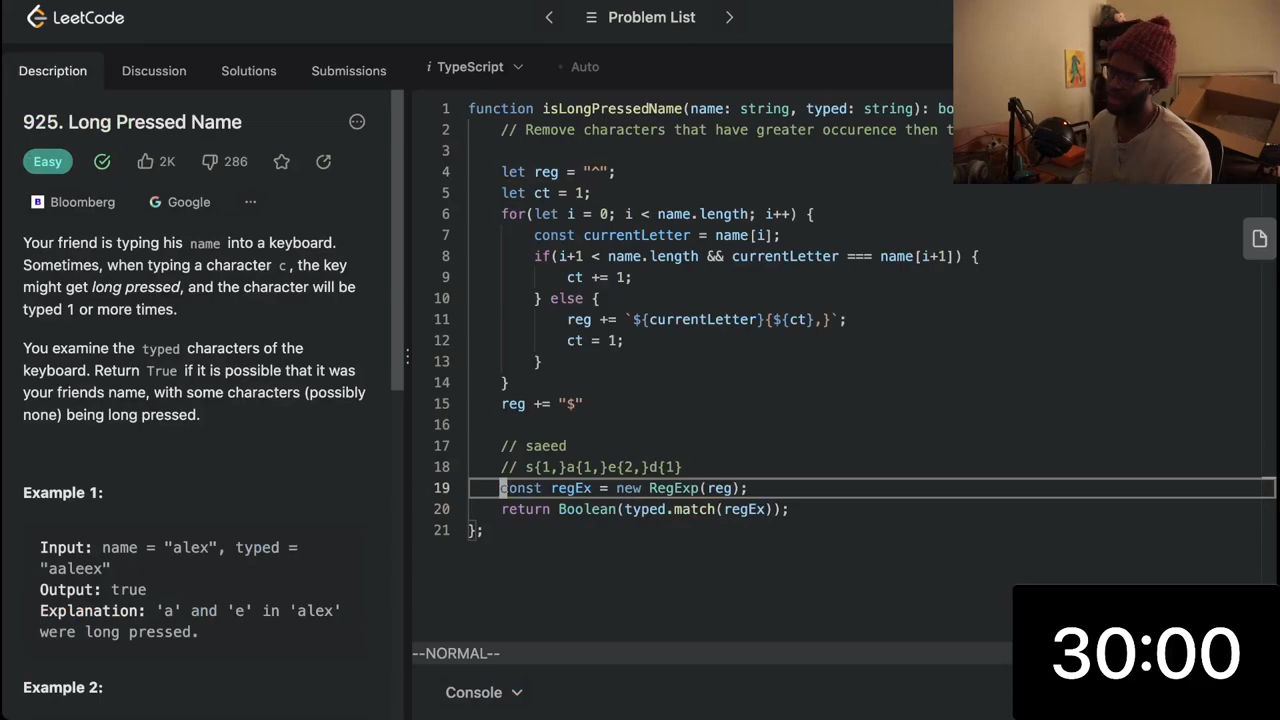 LeetCode
Problem List
Description
Discussion
Solutions
Submissions
i TypeScript
Auto
925. Long Pressed Name
Easy
2K
286
B Bloomberg
Google
Your friend is typing his name into a keyboard.
Sometimes, when typing a character c, the key
might get long pressed, and the character will be
typed 1 or more times.
You examine the typed characters of the
keyboard. Return True if it is possible that it was
your friends name, with some characters (possibly
none) being long pressed.
Example 1:
Input: name = "alex", typed =
"aaleex"
Output: true
Explanation: 'a' and 'e' in 'alex'
were long pressed.
Example 2:
1 function isLongPressedName(name: string, typed: string): bo
2 // Remove characters that have greater occurence then t
3
4 let reg = "^";
5 let ct = 1;
6 for(let i = 0; i < name.length; i++) {
7 const currentLetter = name[i];
8 if(i+1 < name.length && currentLetter === name[i+1]) {
9 ct += 1;
10 } else {
11 reg += `${currentLetter}{${ct},}`;
12 ct = 1;
13 }
14 }
15 reg += "$"
16
17 // saeed
18 // s{1,}a{1,}e{2,}d{1}
19 const regEx = new RegExp(reg);
20 return Boolean(typed.match(regEx));
21 };
--NORMAL--
Console
30:00